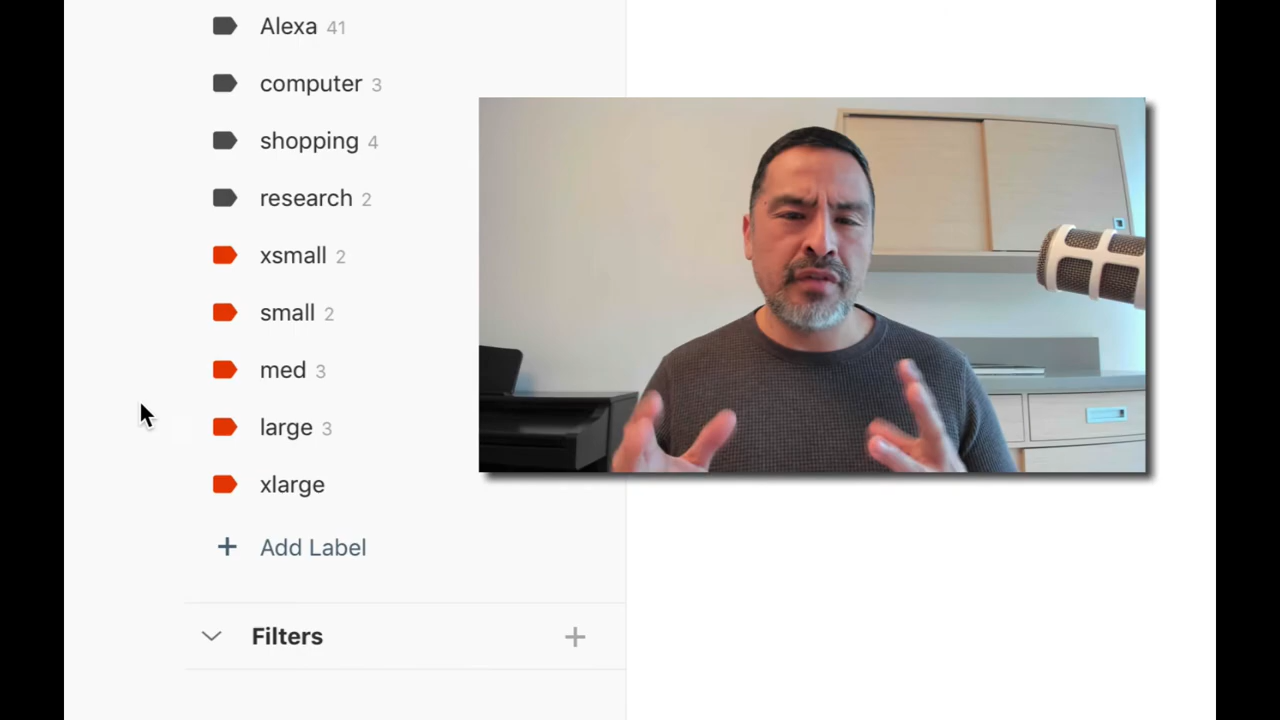 Alexa 41
computer 3
shopping 4
research 2
xsmall 2
small 2
med 3
large 3
xlarge
+ Add Label
Filters +